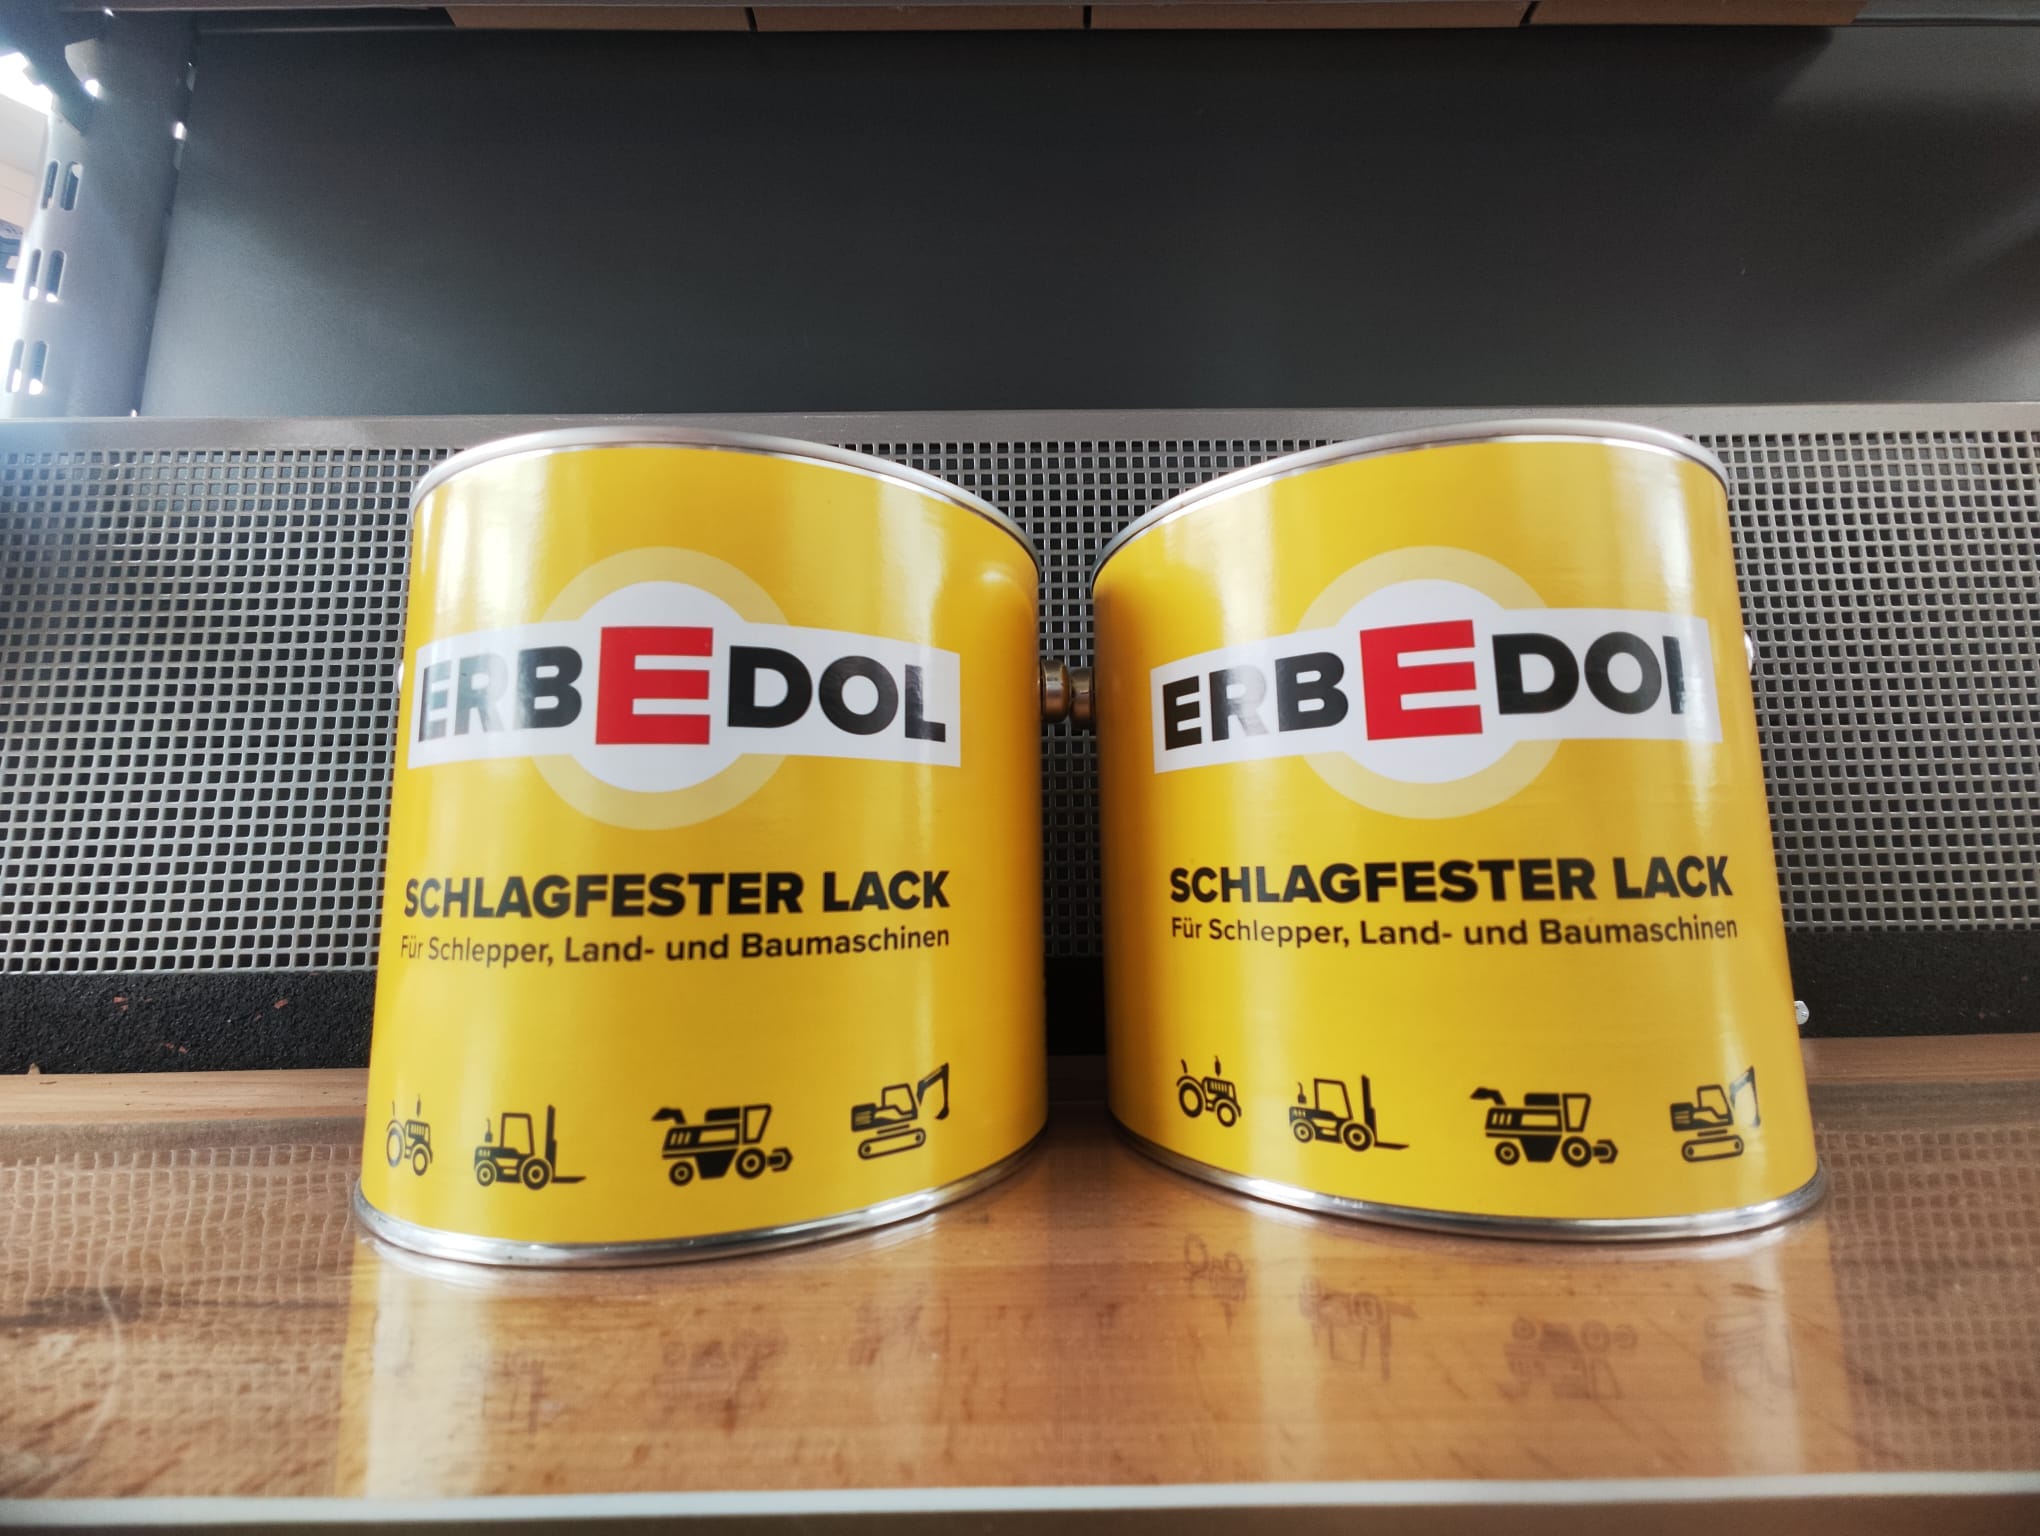 ERBEDOL
SCHLAGFESTER LACK
Für Schlepper, Land- und Baumaschinen
ERBEDOL
SCHLAGFESTER LACK
Für Schlepper, Land- und Baumaschinen